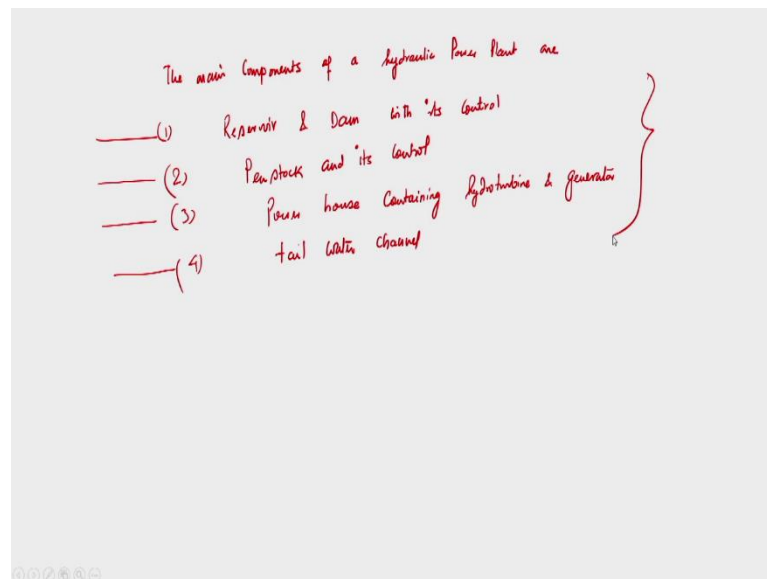 The main Components of a hydraulic Power Plant are
(1) Reservoir & Dam with its control
(2) Penstock and its control
(3) Power house Containing hydroturbine & generator
(4) tail water channel